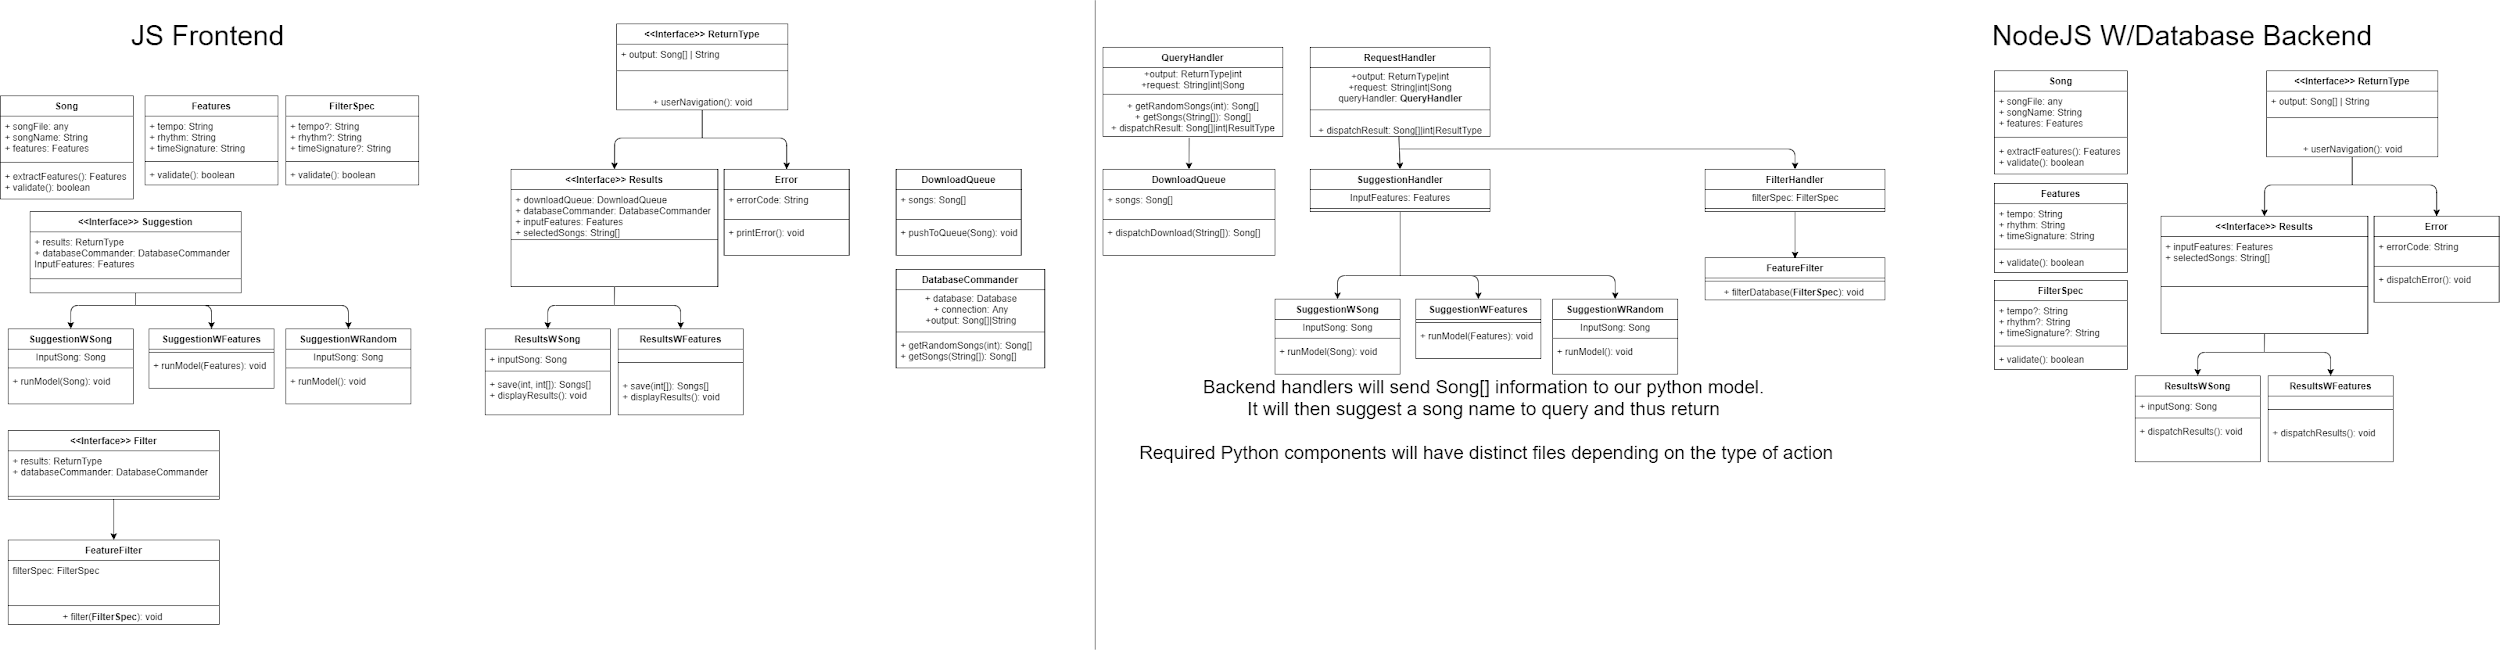 JS Frontend
<<Interface>> ReturnType
+ output: Song[] | String
+ userNavigation(): void
Song
+ songFile: any
+ songName: String
+ features: Features
+ extractFeatures(): Features
+ validate(): boolean
Features
+ tempo: String
+ rhythm: String
+ timeSignature: String
+ validate(): boolean
FilterSpec
+ tempo?: String
+ rhythm?: String
+ timeSignature?: String
+ validate(): boolean
<<Interface>> Suggestion
+ results: ReturnType
+ databaseCommander: DatabaseCommander
InputFeatures: Features
SuggestionWSong
InputSong: Song
+ runModel(Song): void
SuggestionWFeatures
+ runModel(Features): void
SuggestionWRandom
InputSong: Song
+ runModel(): void
<<Interface>> Filter
+ results: ReturnType
+ databaseCommander: DatabaseCommander
FeatureFilter
filterSpec: FilterSpec
+ filter(FilterSpec): void
<<Interface>> Results
+ downloadQueue: DownloadQueue
+ databaseCommander: DatabaseCommander
+ inputFeatures: Features
+ selectedSongs: String[]
Error
+ errorCode: String
+ printError(): void
ResultsWSong
+ inputSong: Song
+ save(int, int[]): Songs[]
+ displayResults(): void
ResultsWFeatures
+ save(int[]): Songs[]
+ displayResults(): void
DownloadQueue
+ songs: Song[]
+ pushToQueue(Song): void
DatabaseCommander
+ database: Database
+ connection: Any
+output: Song[]|String
+ getRandomSongs(int): Song[]
+ getSongs(String[]): Song[]
QueryHandler
+output: ReturnType|int
+request: String|int|Song
+ getRandomSongs(int): Song[]
+ getSongs(String[]): Song[]
+ dispatchResult: Song[]|int|ResultType
DownloadQueue
+ songs: Song[]
+ dispatchDownload(String[]): Song[]
RequestHandler
+output: ReturnType|int
+request: String|int|Song
queryHandler: QueryHandler
+ dispatchResult: Song[]|int|ResultType
SuggestionHandler
InputFeatures: Features
FilterHandler
filterSpec: FilterSpec
FeatureFilter
+ filterDatabase(FilterSpec): void
SuggestionWSong
InputSong: Song
+ runModel(Song): void
SuggestionWFeatures
+ runModel(Features): void
SuggestionWRandom
InputSong: Song
+ runModel(): void
Backend handlers will send Song[] information to our python model.
It will then suggest a song name to query and thus return
Required Python components will have distinct files depending on the type of action
NodeJS W/Database Backend
Song
+ songFile: any
+ songName: String
+ features: Features
+ extractFeatures(): Features
+ validate(): boolean
Features
+ tempo: String
+ rhythm: String
+ timeSignature: String
+ validate(): boolean
FilterSpec
+ tempo?: String
+ rhythm?: String
+ timeSignature?: String
+ validate(): boolean
<<Interface>> ReturnType
+ output: Song[] | String
+ userNavigation(): void
<<Interface>> Results
+ inputFeatures: Features
+ selectedSongs: String[]
Error
+ errorCode: String
+ dispatchError(): void
ResultsWSong
+ inputSong: Song
+ dispatchResults(): void
ResultsWFeatures
+ dispatchResults(): void